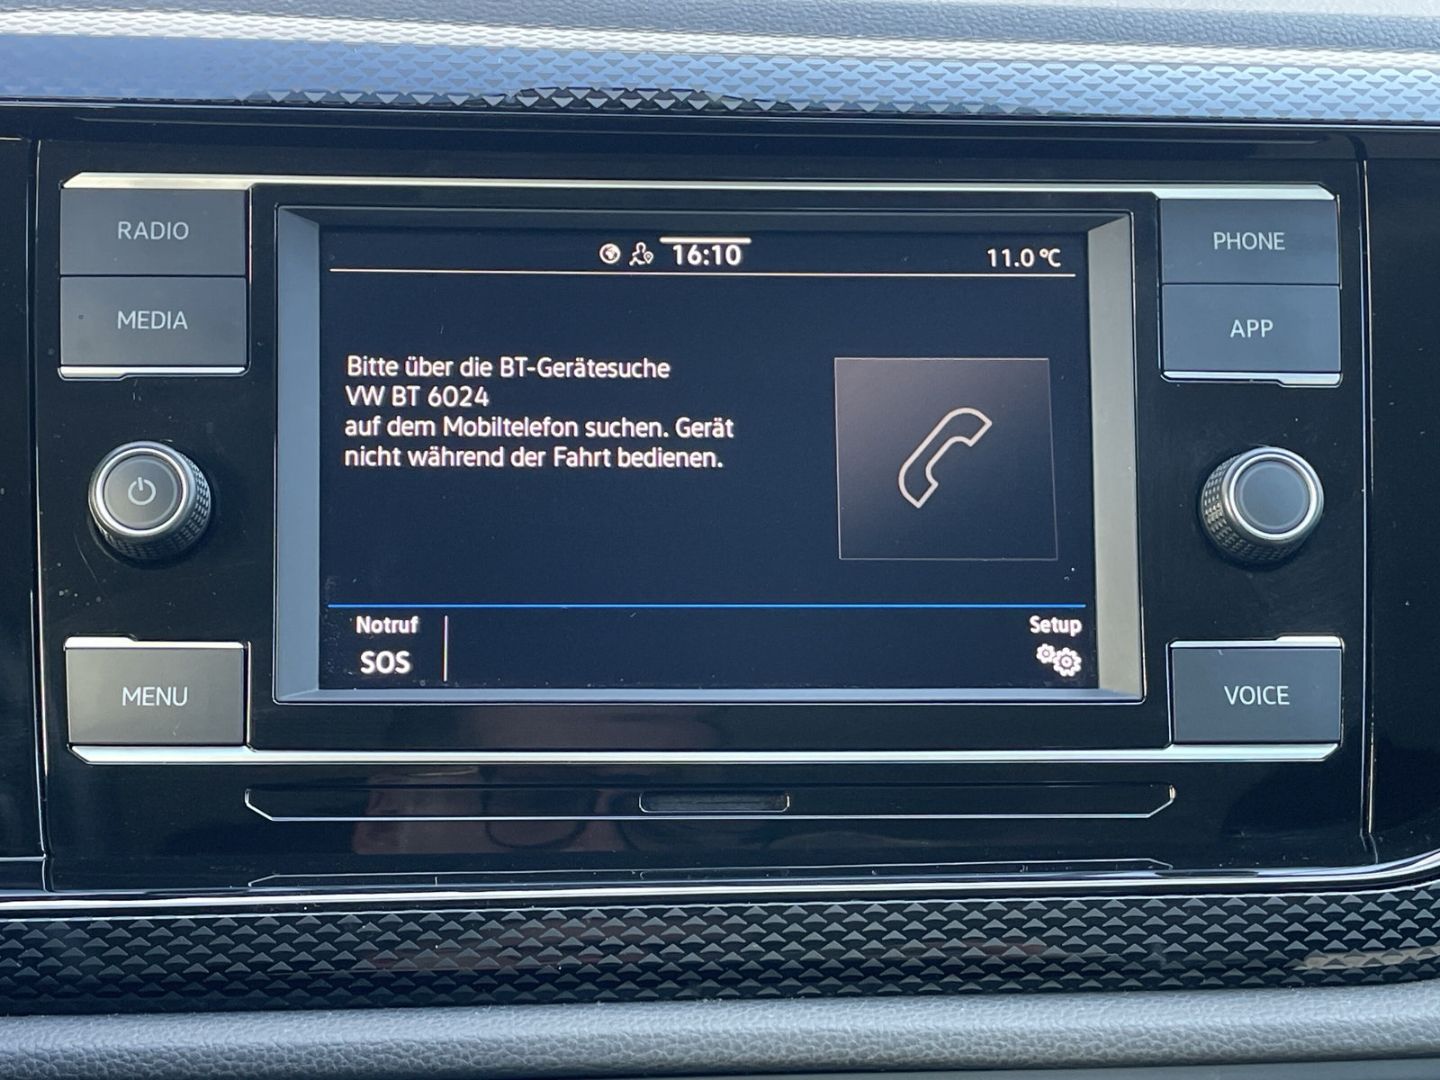 RADIO
MEDIA
MENU
16:10
11.0 °C
Bitte über die BT-Gerätesuche
VW BT 6024
auf dem Mobiltelefon suchen. Gerät
nicht während der Fahrt bedienen.
Notruf
SOS
Setup
PHONE
APP
VOICE